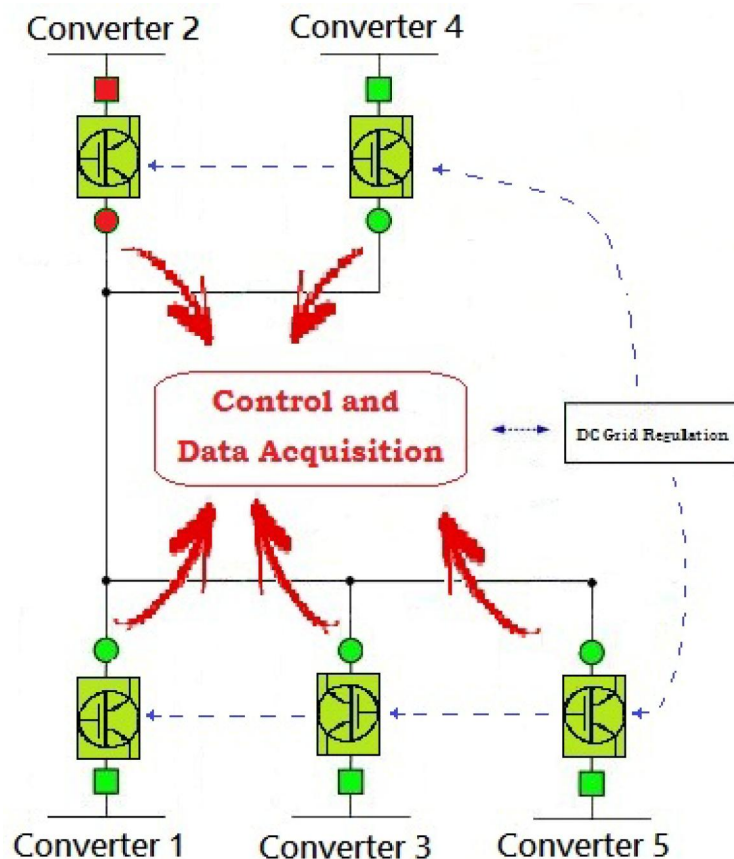 Converter 2
Converter 4
Control and
Data Acquisition
DC Grid Regulation
Converter 1
Converter 3
Converter 5